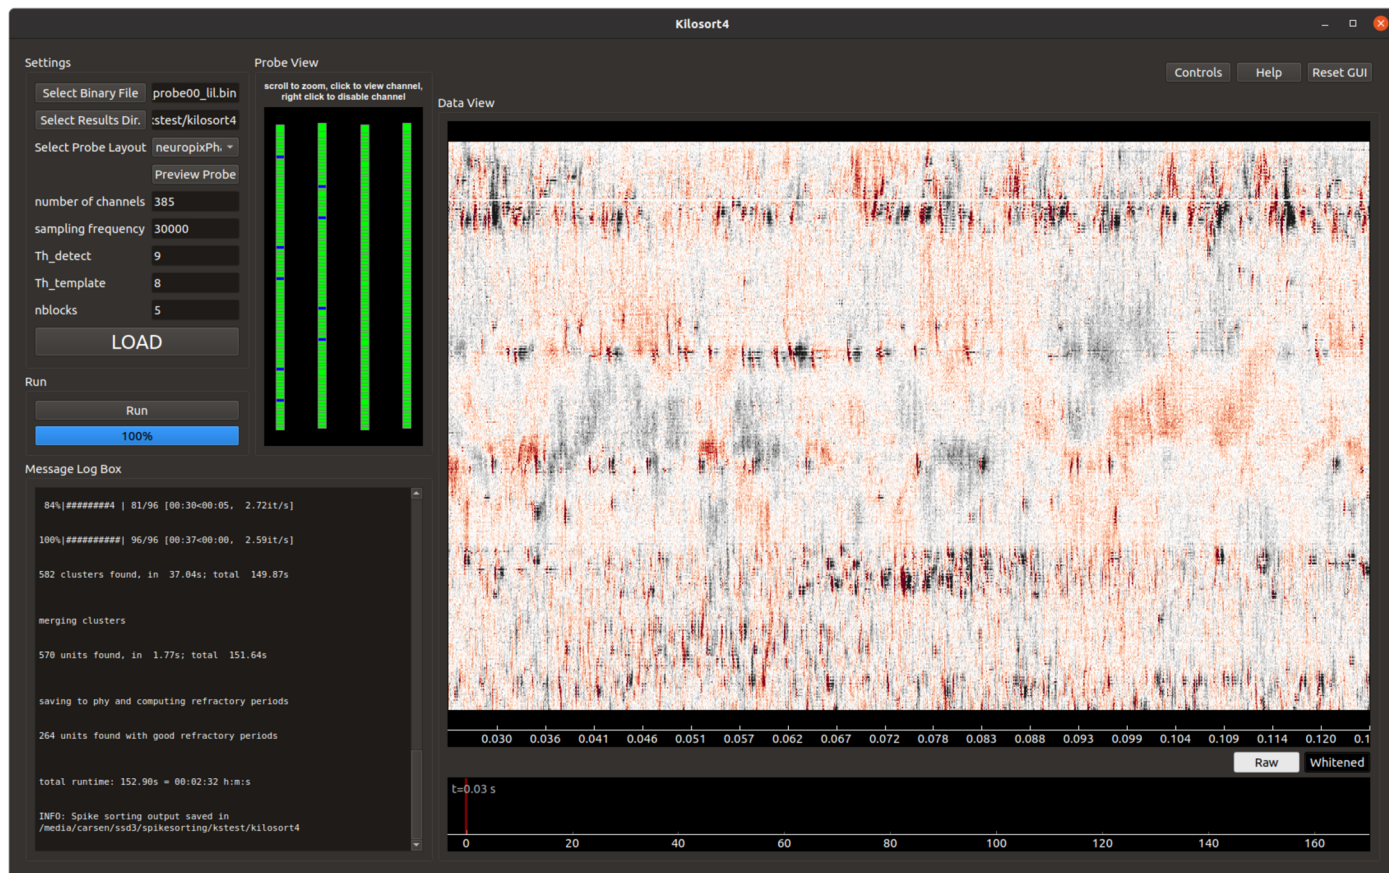 Kilosort4
Settings
Select Binary File probe00_lil.bin
Select Results Dir. kstest/kilosort4
Select Probe Layout neuropixPh
Preview Probe
number of channels 385
sampling frequency 30000
Th_detect 9
Th_template 8
nblocks 5
LOAD
Run
Run
100%
Probe View
scroll to zoom, click to view channel,
right click to disable channel
Controls Help Reset GUI
Data View
0.030 0.036 0.041 0.046 0.051 0.057 0.062 0.067 0.072 0.078 0.083 0.088 0.093 0.099 0.104 0.109 0.114 0.120 0.1
Raw Whitened
t=0.03 s
0 20 40 60 80 100 120 140 160
Message Log Box
84%|########4 | 81/96 [00:30<00:05, 2.72it/s]
100%|##########| 96/96 [00:37<00:00, 2.59it/s]
582 clusters found, in 37.04s; total 149.87s
merging clusters
570 units found, in 1.77s; total 151.64s
saving to phy and computing refractory periods
264 units found with good refractory periods
total runtime: 152.90s = 00:02:32 h:m:s
INFO: Spike sorting output saved in
/media/carsen/ssd3/spikesorting/kstest/kilosort4